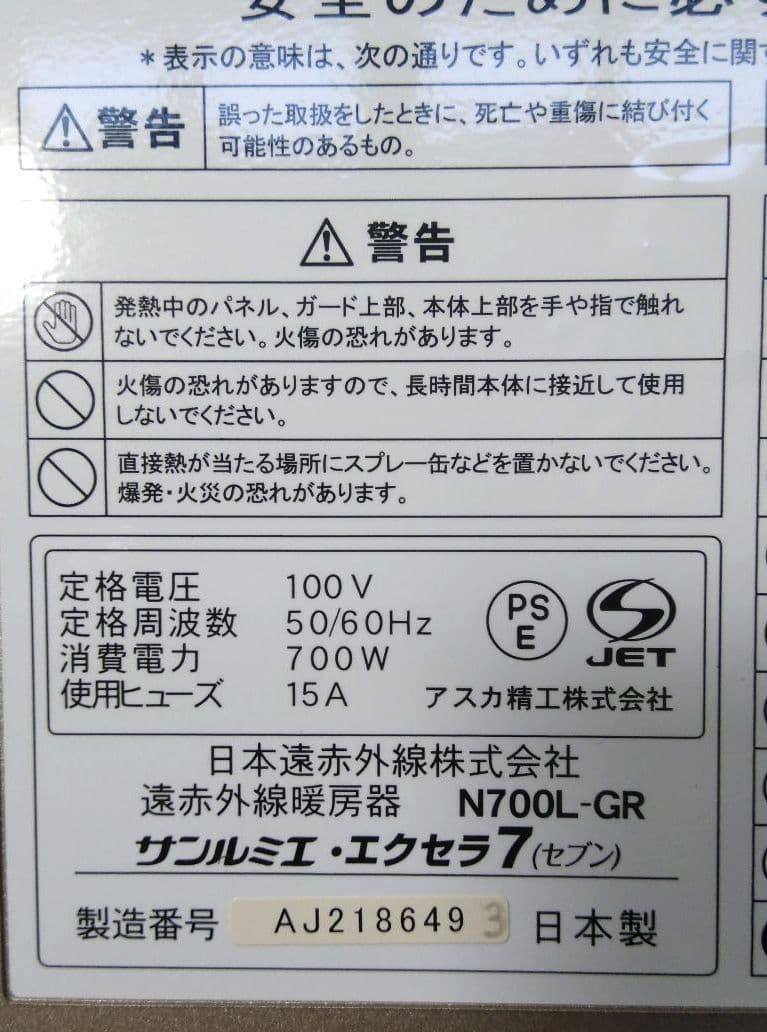 安全のために必ず
＊表示の意味は、次の通りです。いずれも安全に関す
警告
誤った取扱をしたときに、死亡や重傷に結び付く
可能性のあるもの。
警告
発熱中のパネル、ガード上部、本体上部を手や指で触れ
ないでください。火傷の恐れがあります。
火傷の恐れがありますので、長時間本体に接近して使用
しないでください。
直接熱が当たる場所にスプレー缶などを置かないでください。
爆発・火災の恐れがあります。
定格電圧 100V
定格周波数 50/60Hz
消費電力 700W
使用ヒューズ 15A
PS
E
JET
アスカ精工株式会社
日本遠赤外線株式会社
遠赤外線暖房器 N700L-GR
サンルミエ・エクセラ7(セブン)
製造番号 AJ218649 3 日本製